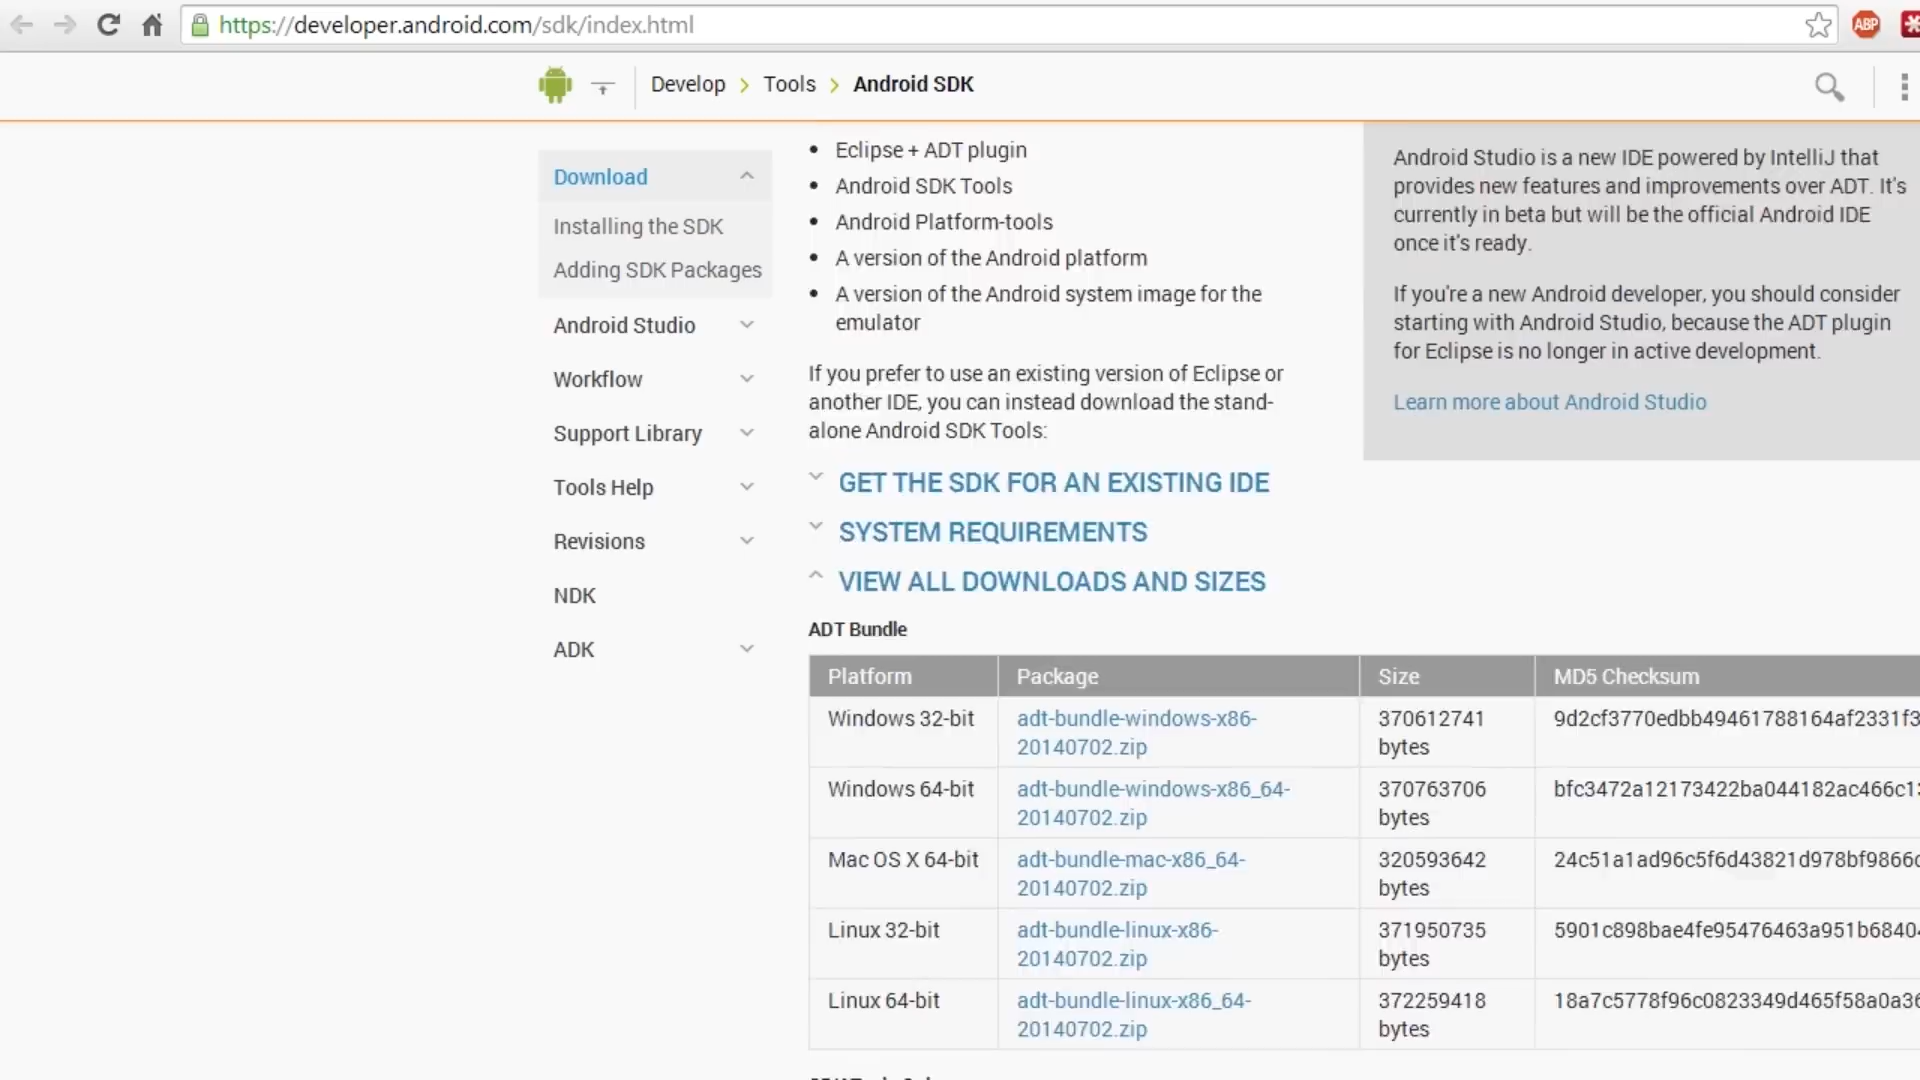 https://developer.android.com/sdk/index.html
ABP
Develop > Tools > Android SDK
Download
Installing the SDK
Adding SDK Packages
Android Studio
Workflow
Support Library
Tools Help
Revisions
NDK
ADK
• Eclipse + ADT plugin
• Android SDK Tools
• Android Platform-tools
• A version of the Android platform
• A version of the Android system image for the
emulator
If you prefer to use an existing version of Eclipse or
another IDE, you can instead download the stand-
alone Android SDK Tools:
GET THE SDK FOR AN EXISTING IDE
SYSTEM REQUIREMENTS
VIEW ALL DOWNLOADS AND SIZES
Android Studio is a new IDE powered by IntelliJ that
provides new features and improvements over ADT. It's
currently in beta but will be the official Android IDE
once it's ready.
If you're a new Android developer, you should consider
starting with Android Studio, because the ADT plugin
for Eclipse is no longer in active development.
Learn more about Android Studio
ADT Bundle
Platform Package Size MD5 Checksum
Windows 32-bit adt-bundle-windows-x86- 370612741 9d2cf3770edbb49461788164af2331f3
20140702.zip bytes
Windows 64-bit adt-bundle-windows-x86_64- 370763706 bfc3472a12173422ba044182ac466c1
20140702.zip bytes
Mac OS X 64-bit adt-bundle-mac-x86_64- 320593642 24c51a1ad96c5f6d43821d978bf9866
20140702.zip bytes
Linux 32-bit adt-bundle-linux-x86- 371950735 5901c898bae4fe95476463a951b6840
20140702.zip bytes
Linux 64-bit adt-bundle-linux-x86_64- 372259418 18a7c5778f96c0823349d465f58a0a3
20140702.zip bytes